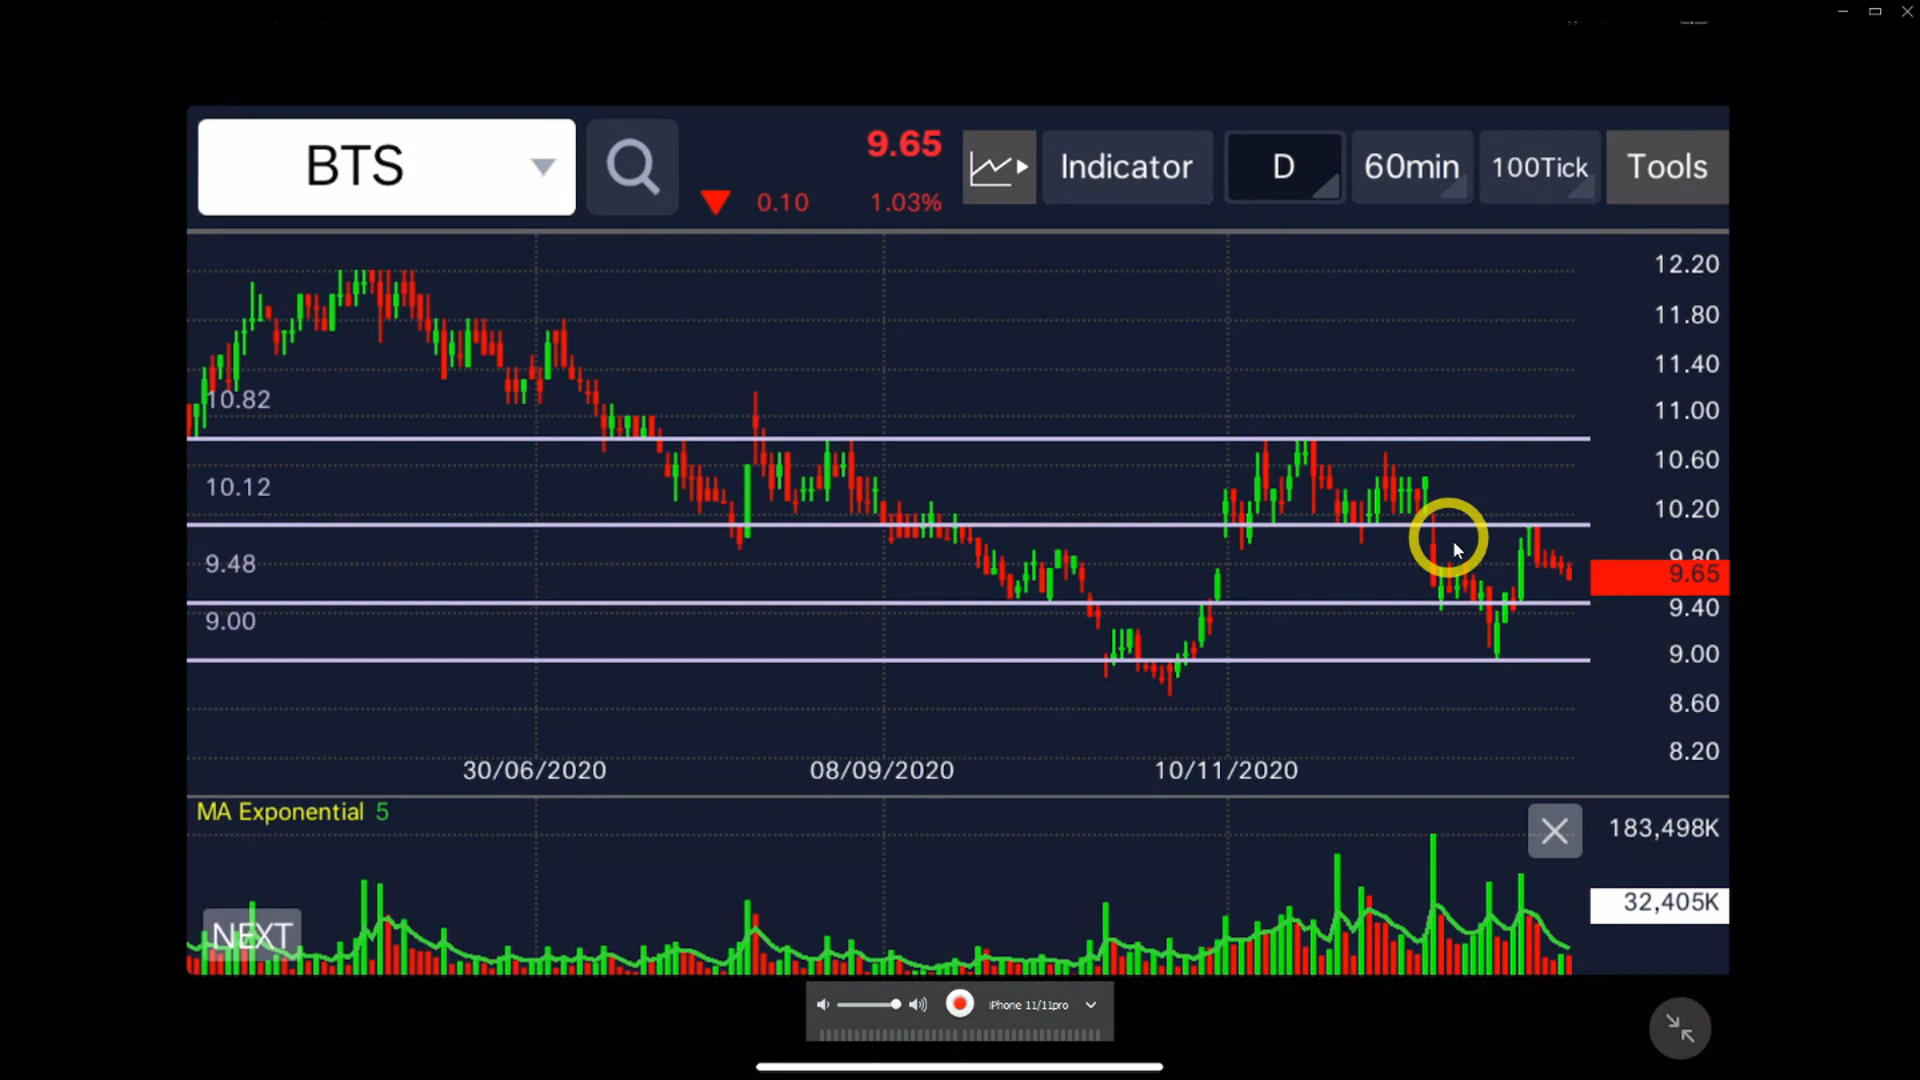 BTS
9.65
0.10 1.03%
Indicator
D
60min
100Tick
Tools
12.20
11.80
11.40
11.00
10.60
10.20
9.80
9.65
9.40
9.00
8.60
8.20
10.82
10.12
9.48
9.00
30/06/2020 08/09/2020 10/11/2020
MA Exponential 5
183,498K
32,405K
NEXT
iPhone 11/11pro